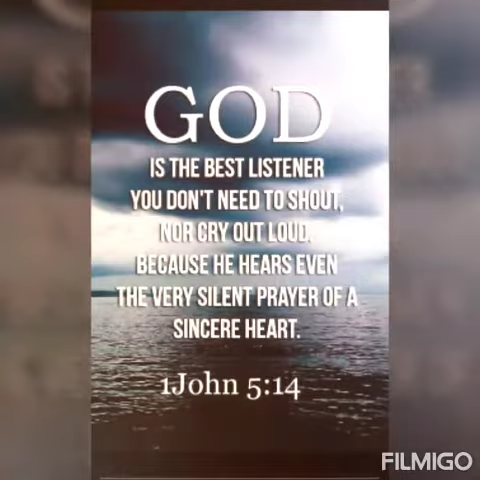 GOD
IS THE BEST LISTENER
YOU DON'T NEED TO SHOUT,
NOR CRY OUT LOUD.
BECAUSE HE HEARS EVEN
THE VERY SILENT PRAYER OF A
SINCERE HEART.
1John 5:14
FILMIGO